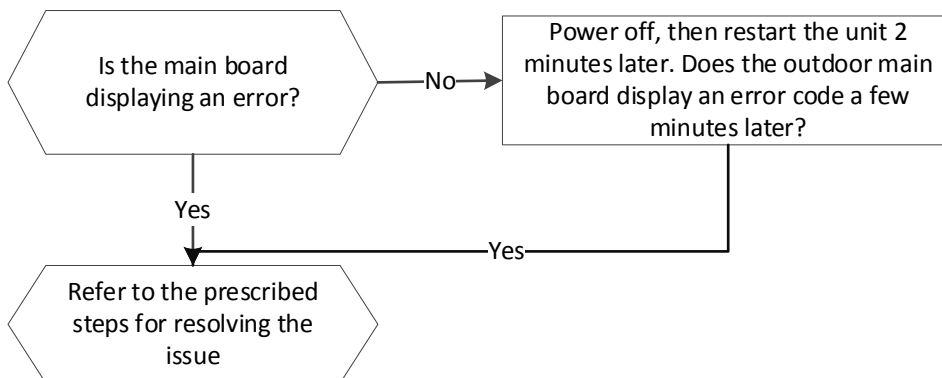 Is the main board
displaying an error?
No
Power off, then restart the unit 2
minutes later. Does the outdoor main
board display an error code a few
minutes later?
Yes
Yes
Refer to the prescribed
steps for resolving the
issue